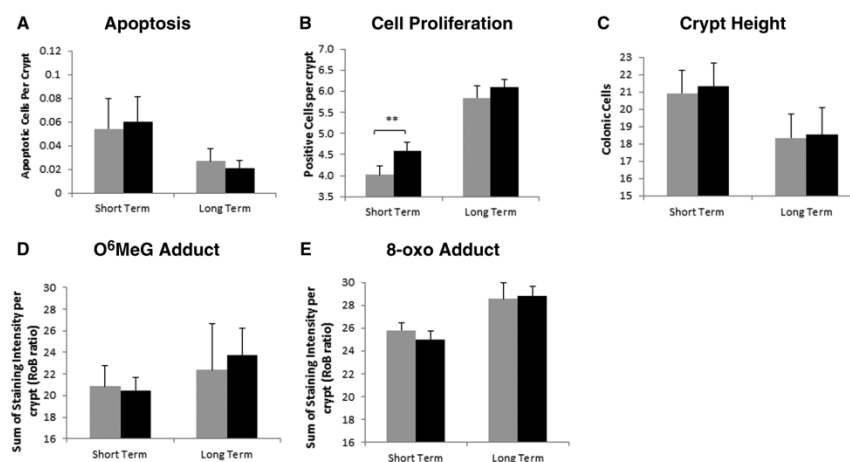 A Apoptosis
Apoptotic Cells Per Crypt
0.12
0.1
0.08
0.06
0.04
0.02
0
Short Term Long Term
B Cell Proliferation
Positive Cells per crypt
7.0
6.5
6.0
5.5
5.0
4.5
4.0
3.5
**
Short Term Long Term
C Crypt Height
Colonic Cells
23
22
21
20
19
18
17
16
15
Short Term Long Term
D O⁶MeG Adduct
Sum of Staining Intensity per
crypt (RoB ratio)
30
28
26
24
22
20
18
16
Short Term Long Term
E 8-oxo Adduct
Sum of Staining Intensity per
crypt (RoB ratio)
30
28
26
24
22
20
18
16
Short Term Long Term